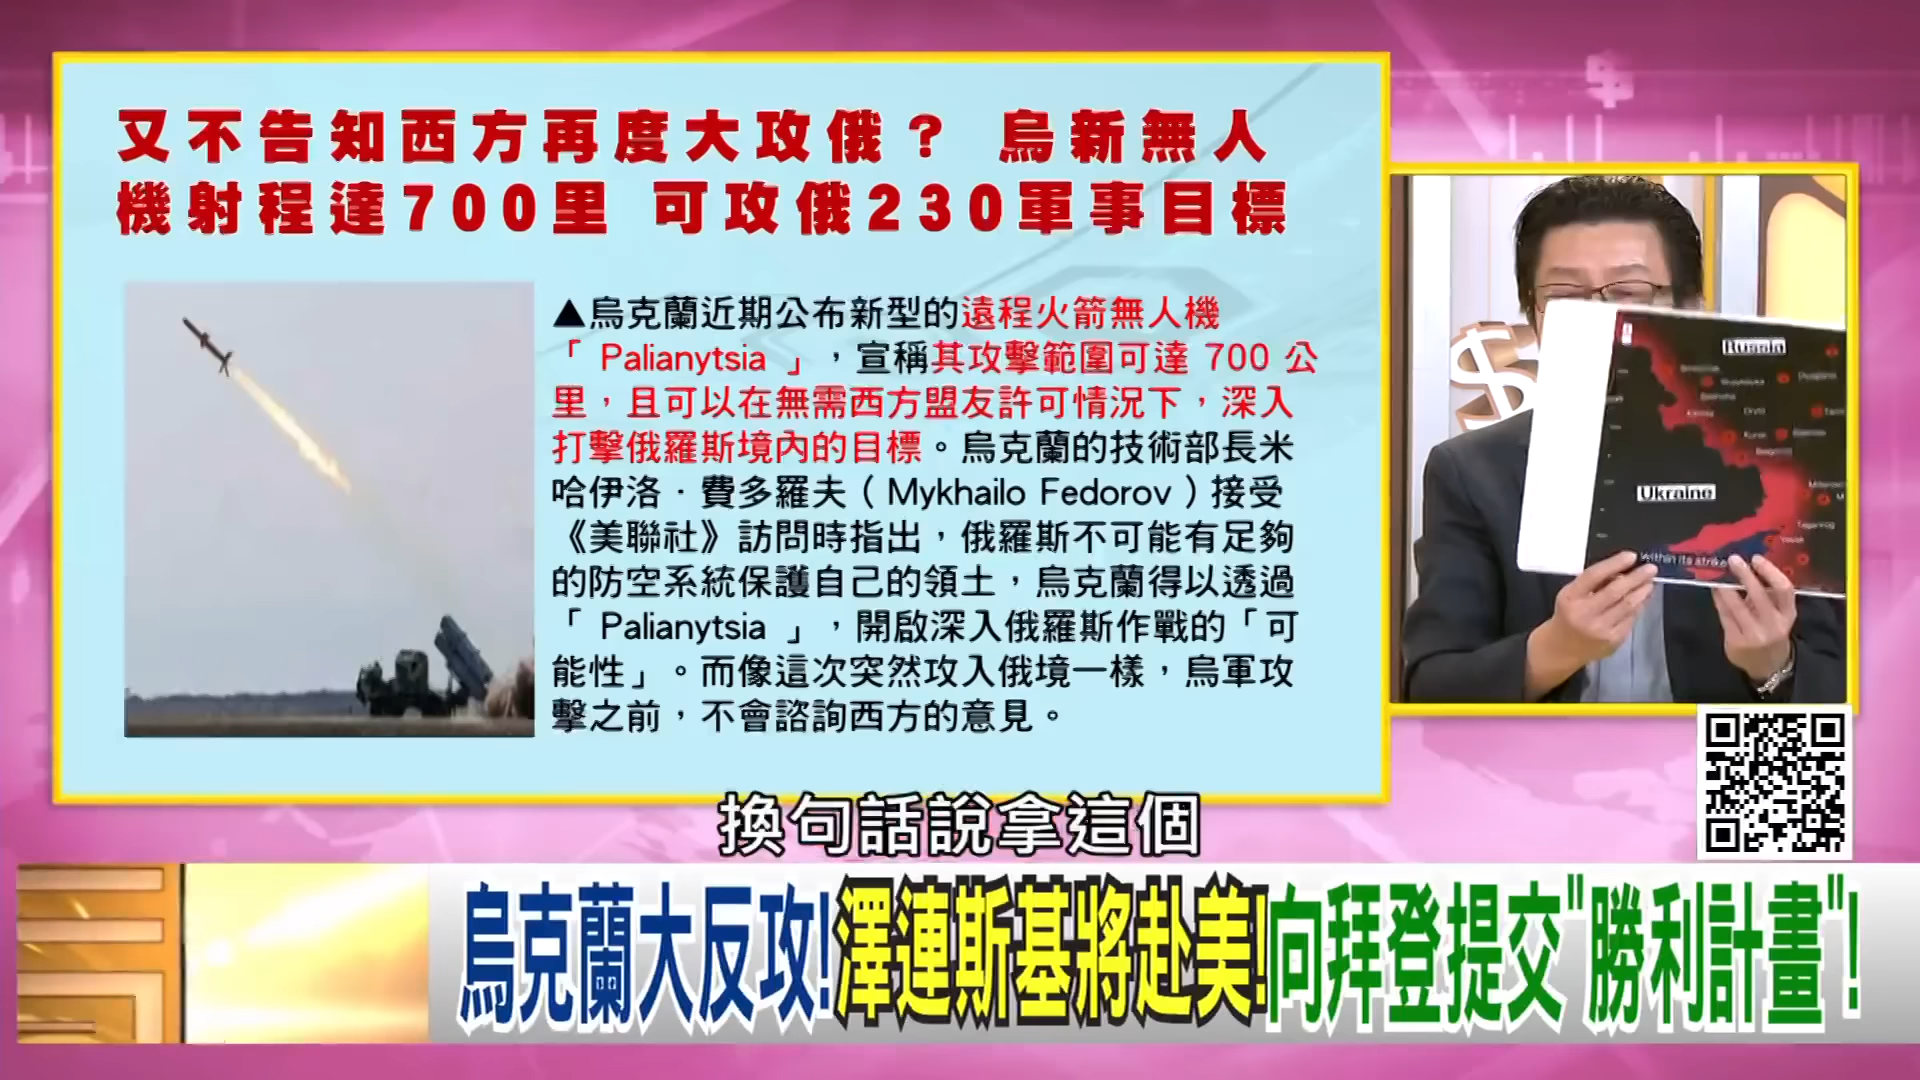 又不告知西方再度大攻俄？ 烏新無人
機射程達700里 可攻俄230軍事目標
▲烏克蘭近期公布新型的遠程火箭無人機
「 Palianytsia 」，宣稱其攻擊範圍可達 700 公
里，且可以在無需西方盟友許可情況下，深入
打擊俄羅斯境內的目標。烏克蘭的技術部長米
哈伊洛．費多羅夫（Mykhailo Fedorov）接受
《美聯社》訪問時指出，俄羅斯不可能有足夠
的防空系統保護自己的領土，烏克蘭得以透過
「 Palianytsia 」，開啟深入俄羅斯作戰的「可
能性」。而像這次突然攻入俄境一樣，烏軍攻
擊之前，不會諮詢西方的意見。
Russia
Kursk
Ukraine
Taganrog
Within its strike
換句話說拿這個
烏克蘭大反攻!澤連斯基將赴美!向拜登提交"勝利計畫"!